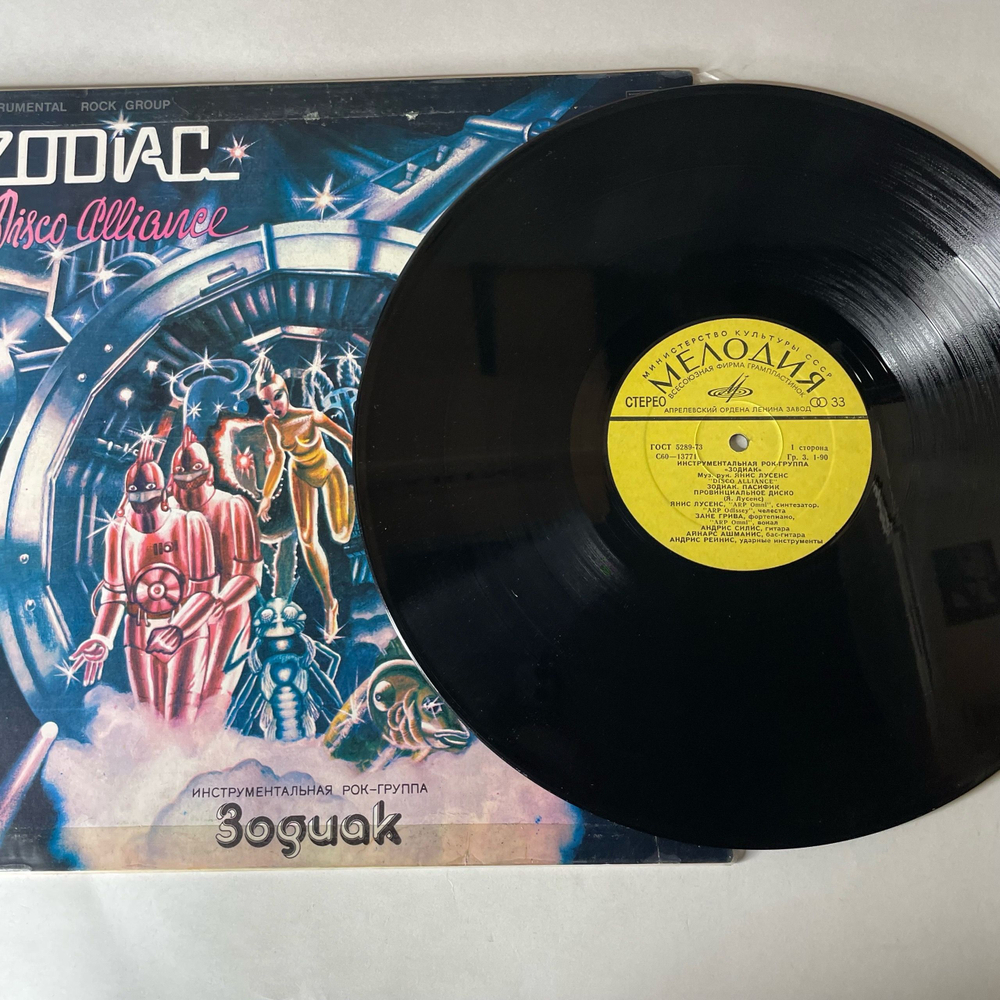 RUMENTAL ROCK GROUP
ZODIAC
Disco Alliance
ИНСТРУМЕНТАЛЬНАЯ РОК-ГРУППА
Зодиак
МИНИСТЕРСТВО КУЛЬТУРЫ СССР
МЕЛОДИЯ
ВСЕСОЮЗНАЯ ФИРМА ГРАМПЛАСТИНОК
СТЕРЕО 33
АПРЕЛЕВСКИЙ ОРДЕНА ЛЕНИНА ЗАВОД
ГОСТ 5289-73 1 сторона
С60—13771 Гр. 3. 1-90
ИНСТРУМЕНТАЛЬНАЯ РОК-ГРУППА
«ЗОДИАК»
Муз. рук. ЯНИС ЛУСЕНС
"DISCO ALLIANCE"
ЗОДИАК. ПАСИФИК
ПРОВИНЦИАЛЬНОЕ ДИСКО
(Я. Лусенс)
ЯНИС ЛУСЕНС, "ARP Omni", синтезатор,
"ARP Odissey", челеста
ЗАНЕ ГРИВА, фортепиано,
"ARP Omni", вокал
АНДРИС СИЛИС, гитара
АЙНАРС АШМАНИС, бас-гитара
АНДРИС РЕЙНИС, ударные инструменты